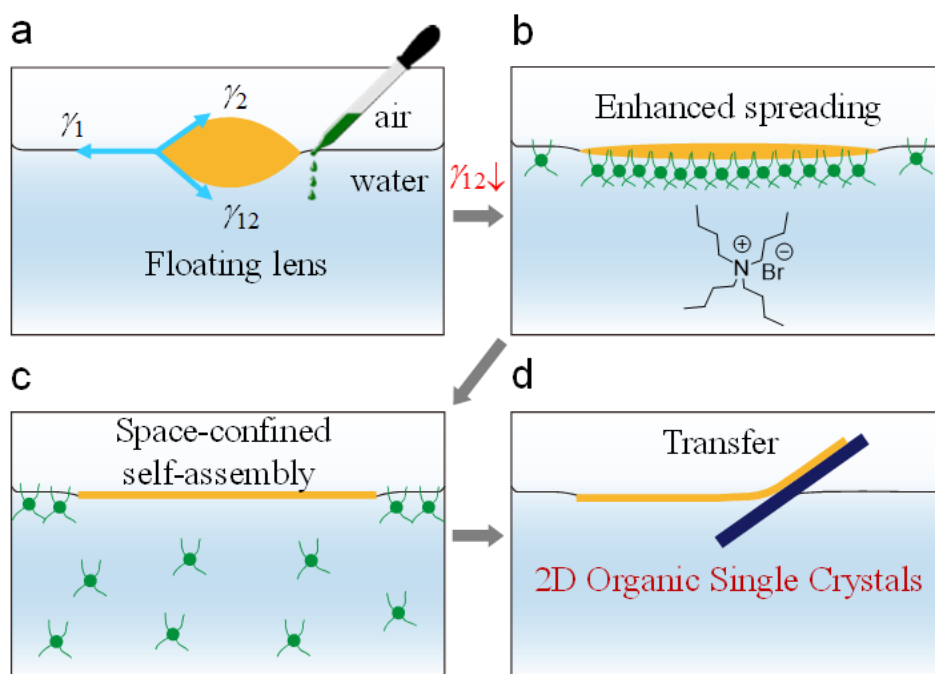 a
γ1
γ2
γ12
air
water
Floating lens
γ12↓
b
Enhanced spreading
N
+
Br
−
c
Space-confined
self-assembly
d
Transfer
2D Organic Single Crystals